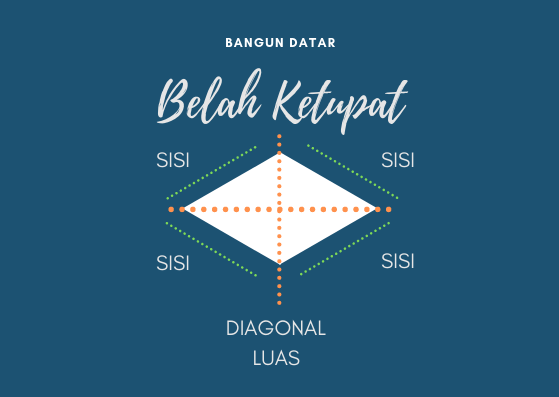 BANGUN DATAR
Belah Ketupat
SISI
SISI
SISI
SISI
DIAGONAL
LUAS